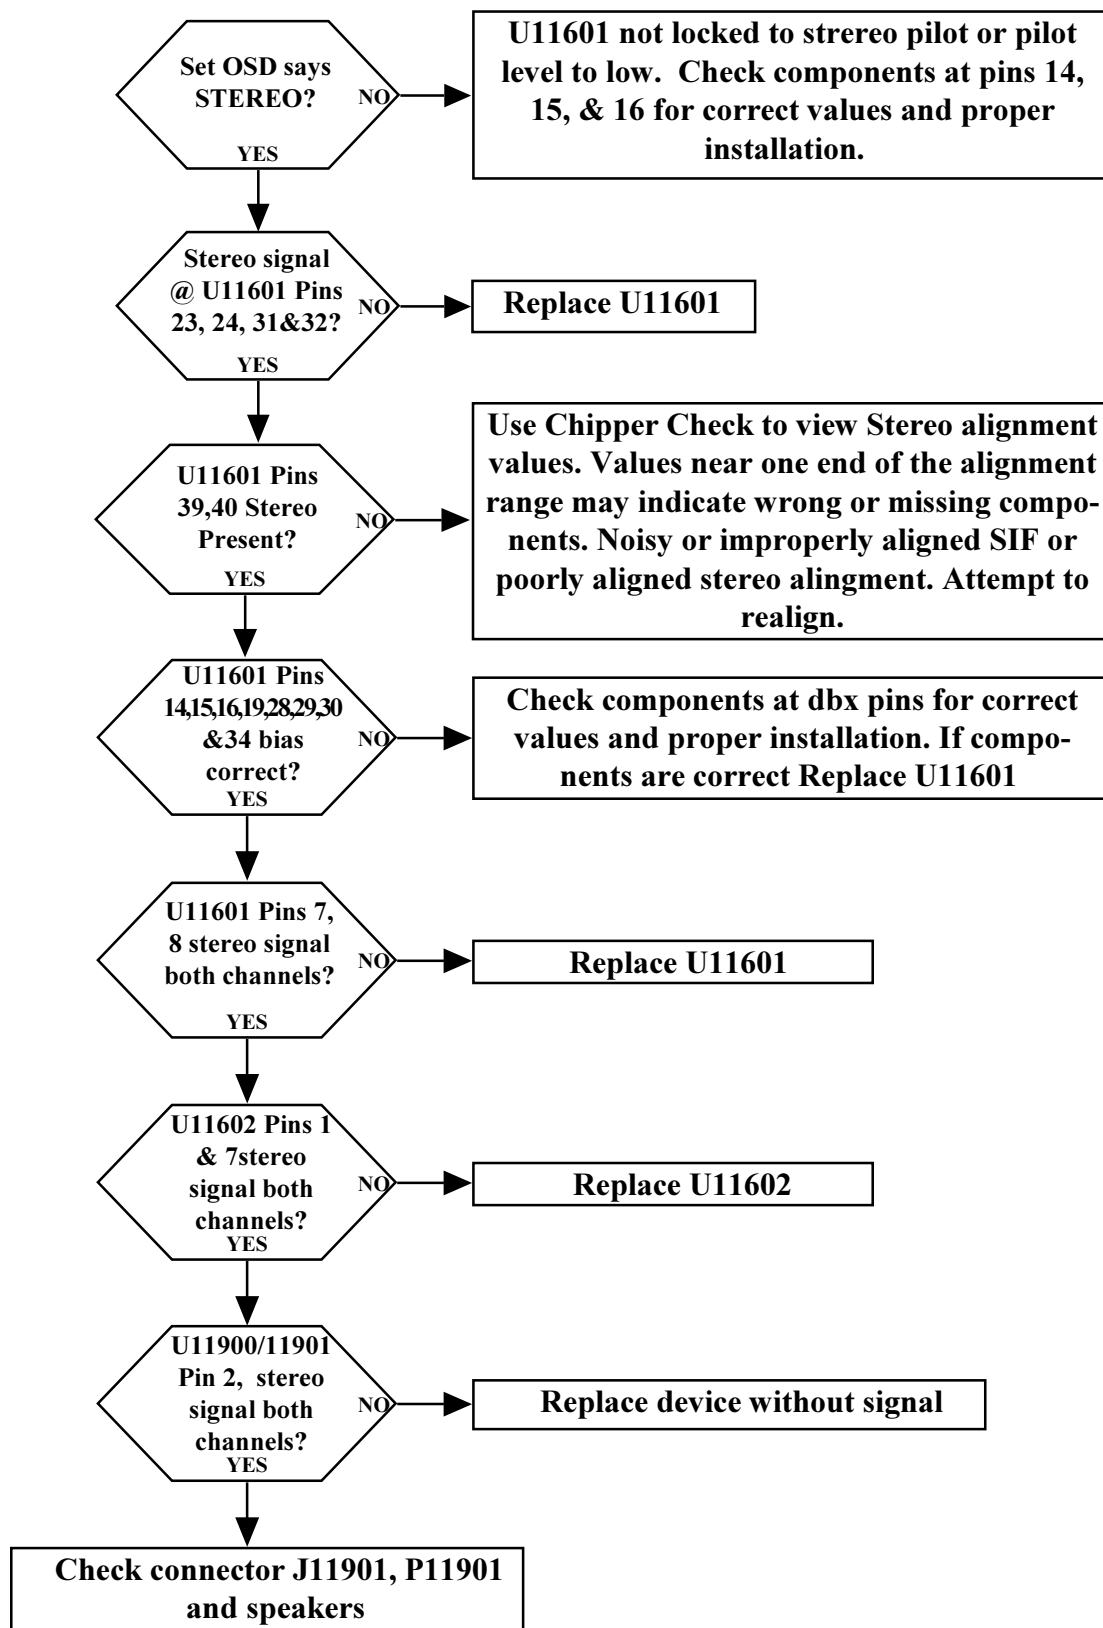 Set OSD says
STEREO?
NO
YES
U11601 not locked to strereo pilot or pilot
level to low. Check components at pins 14,
15, & 16 for correct values and proper
installation.
Stereo signal
@ U11601 Pins
23, 24, 31&32?
NO
YES
Replace U11601
U11601 Pins
39,40 Stereo
Present?
NO
YES
Use Chipper Check to view Stereo alignment
values. Values near one end of the alignment
range may indicate wrong or missing compo-
nents. Noisy or improperly aligned SIF or
poorly aligned stereo alingment. Attempt to
realign.
U11601 Pins
14,15,16,19,28,29,30
&34 bias
correct?
NO
YES
Check components at dbx pins for correct
values and proper installation. If compo-
nents are correct Replace U11601
U11601 Pins 7,
8 stereo signal
both channels?
NO
YES
Replace U11601
U11602 Pins 1
& 7stereo
signal both
channels?
NO
YES
Replace U11602
U11900/11901
Pin 2, stereo
signal both
channels?
NO
YES
Replace device without signal
Check connector J11901, P11901
and speakers